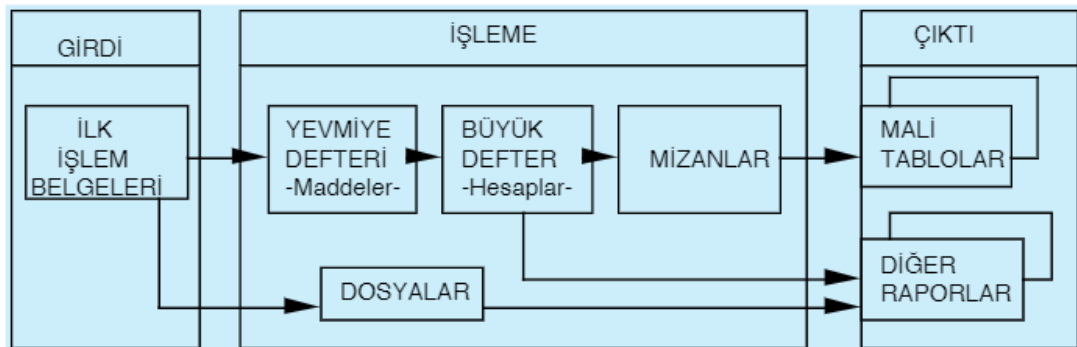 GİRDİ
İŞLEME
ÇIKTI
İLK
İŞLEM
BELGELERİ
YEVMİYE
DEFTERİ
-Maddeler-
BÜYÜK
DEFTER
-Hesaplar-
MİZANLAR
MALİ
TABLOLAR
DOSYALAR
DİĞER
RAPORLAR